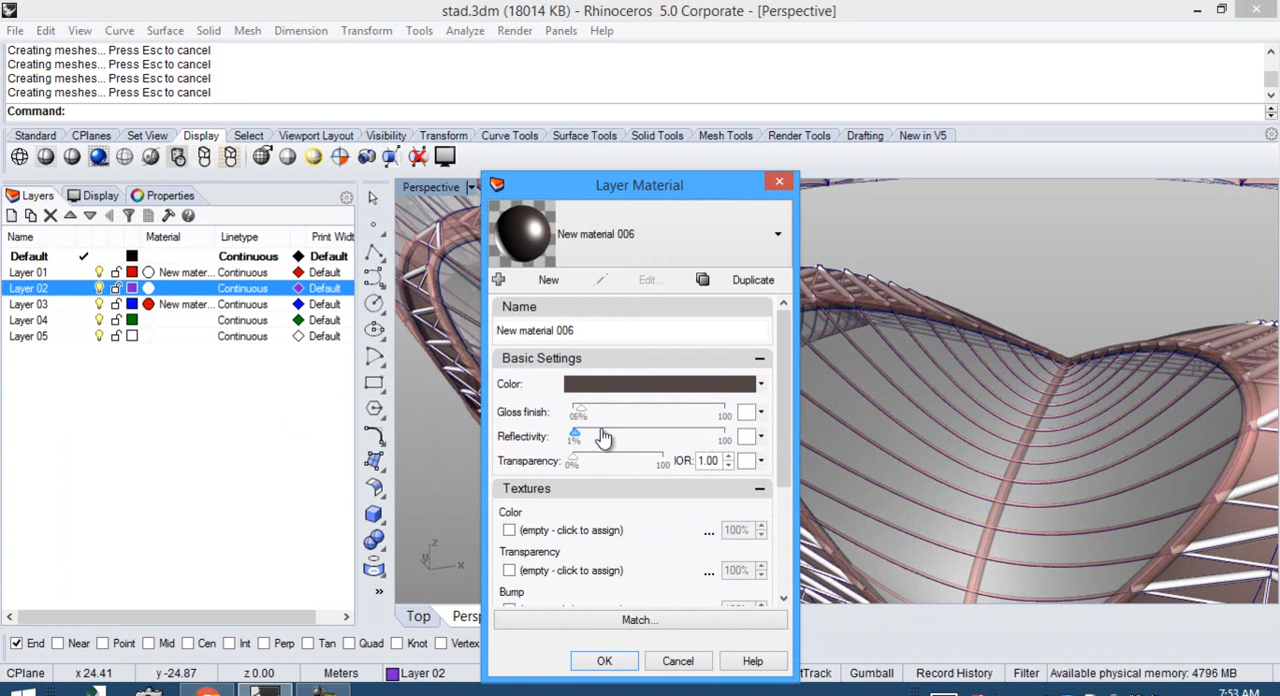 stad.3dm (18014 KB) - Rhinoceros 5.0 Corporate - [Perspective]
File Edit View Curve Surface Solid Mesh Dimension Transform Tools Analyze Render Panels Help
Creating meshes... Press Esc to cancel
Creating meshes... Press Esc to cancel
Creating meshes... Press Esc to cancel
Creating meshes... Press Esc to cancel
Command:
Standard CPlanes Set View Display Select Viewport Layout Visibility Transform Curve Tools Surface Tools Solid Tools Mesh Tools Render Tools Drafting New in V5
Layers Display Properties
Name Material Linetype Print Widt
Default Continuous Default
Layer 01 New mater... Continuous Default
Layer 02 Continuous Default
Layer 03 New mater... Continuous Default
Layer 04 Continuous Default
Layer 05 Continuous Default
Perspective
z
y
x
Layer Material
New material 006
New Edit... Duplicate
Name
New material 006
Basic Settings
Color:
Gloss finish: 06% 100
Reflectivity: 1% 100
Transparency: 0% 100 IOR: 1.00
Textures
Color
(empty - click to assign) ... 100%
Transparency
(empty - click to assign) ... 100%
Bump
Match...
OK Cancel Help
Top Persp
End Near Point Mid Cen Int Perp Tan Quad Knot Vertex
CPlane x 24.41 y -24.87 z 0.00 Meters Layer 02 Track Gumball Record History Filter Available physical memory: 4796 MB
7:53 AM